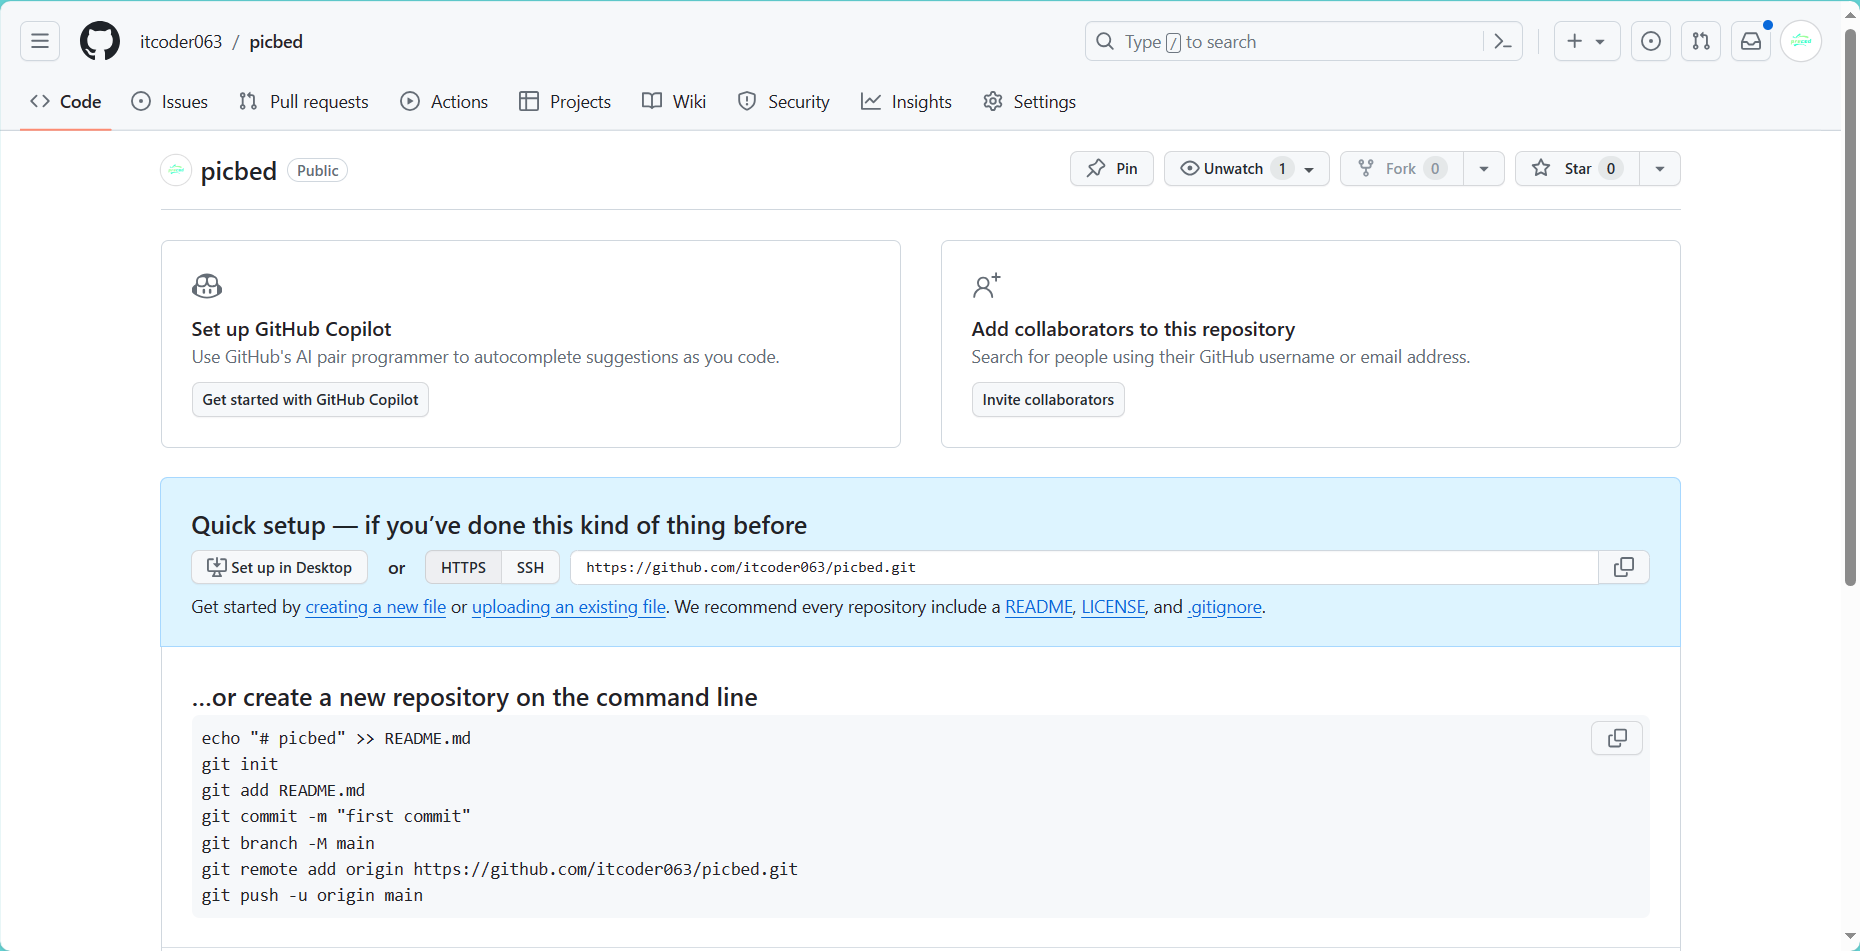 itcoder063 / picbed
Type / to search
Code Issues Pull requests Actions Projects Wiki Security Insights Settings
picbed Public
Pin Unwatch 1 Fork 0 Star 0
Set up GitHub Copilot
Use GitHub's AI pair programmer to autocomplete suggestions as you code.
Get started with GitHub Copilot
Add collaborators to this repository
Search for people using their GitHub username or email address.
Invite collaborators
Quick setup — if you’ve done this kind of thing before
Set up in Desktop or HTTPS SSH https://github.com/itcoder063/picbed.git
Get started by creating a new file or uploading an existing file. We recommend every repository include a README, LICENSE, and .gitignore.
…or create a new repository on the command line
echo "# picbed" >> README.md
git init
git add README.md
git commit -m "first commit"
git branch -M main
git remote add origin https://github.com/itcoder063/picbed.git
git push -u origin main